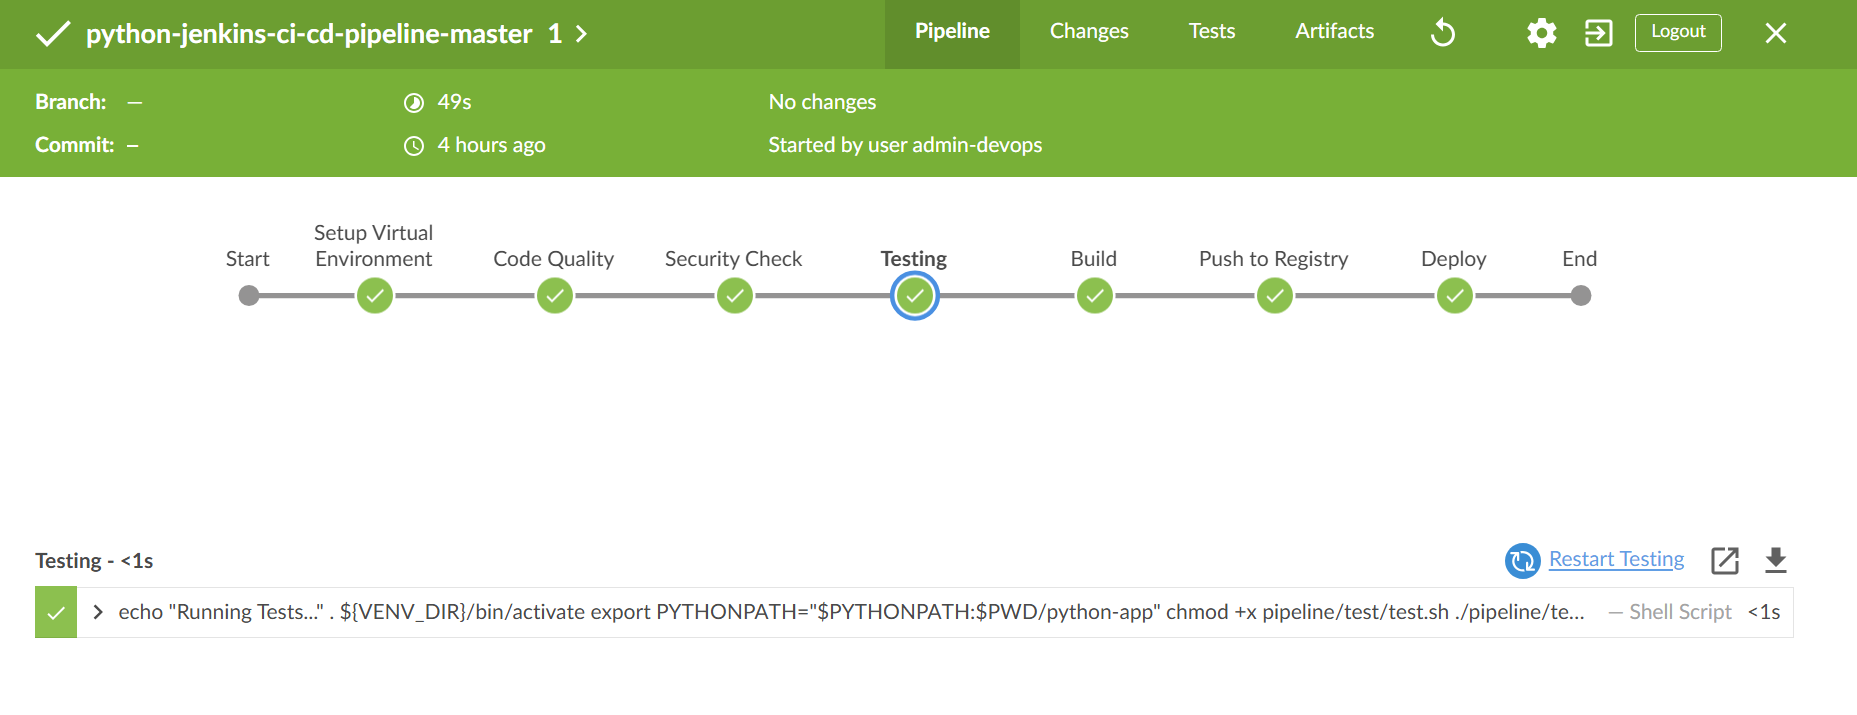 python-jenkins-ci-cd-pipeline-master 1
Pipeline
Changes
Tests
Artifacts
Logout
Branch: —
49s
No changes
Commit: –
4 hours ago
Started by user admin-devops
Start
Setup Virtual
Environment
Code Quality
Security Check
Testing
Build
Push to Registry
Deploy
End
Testing - <1s
Restart Testing
echo "Running Tests..." . ${VENV_DIR}/bin/activate export PYTHONPATH="$PYTHONPATH:$PWD/python-app" chmod +x pipeline/test/test.sh ./pipeline/te... — Shell Script <1s